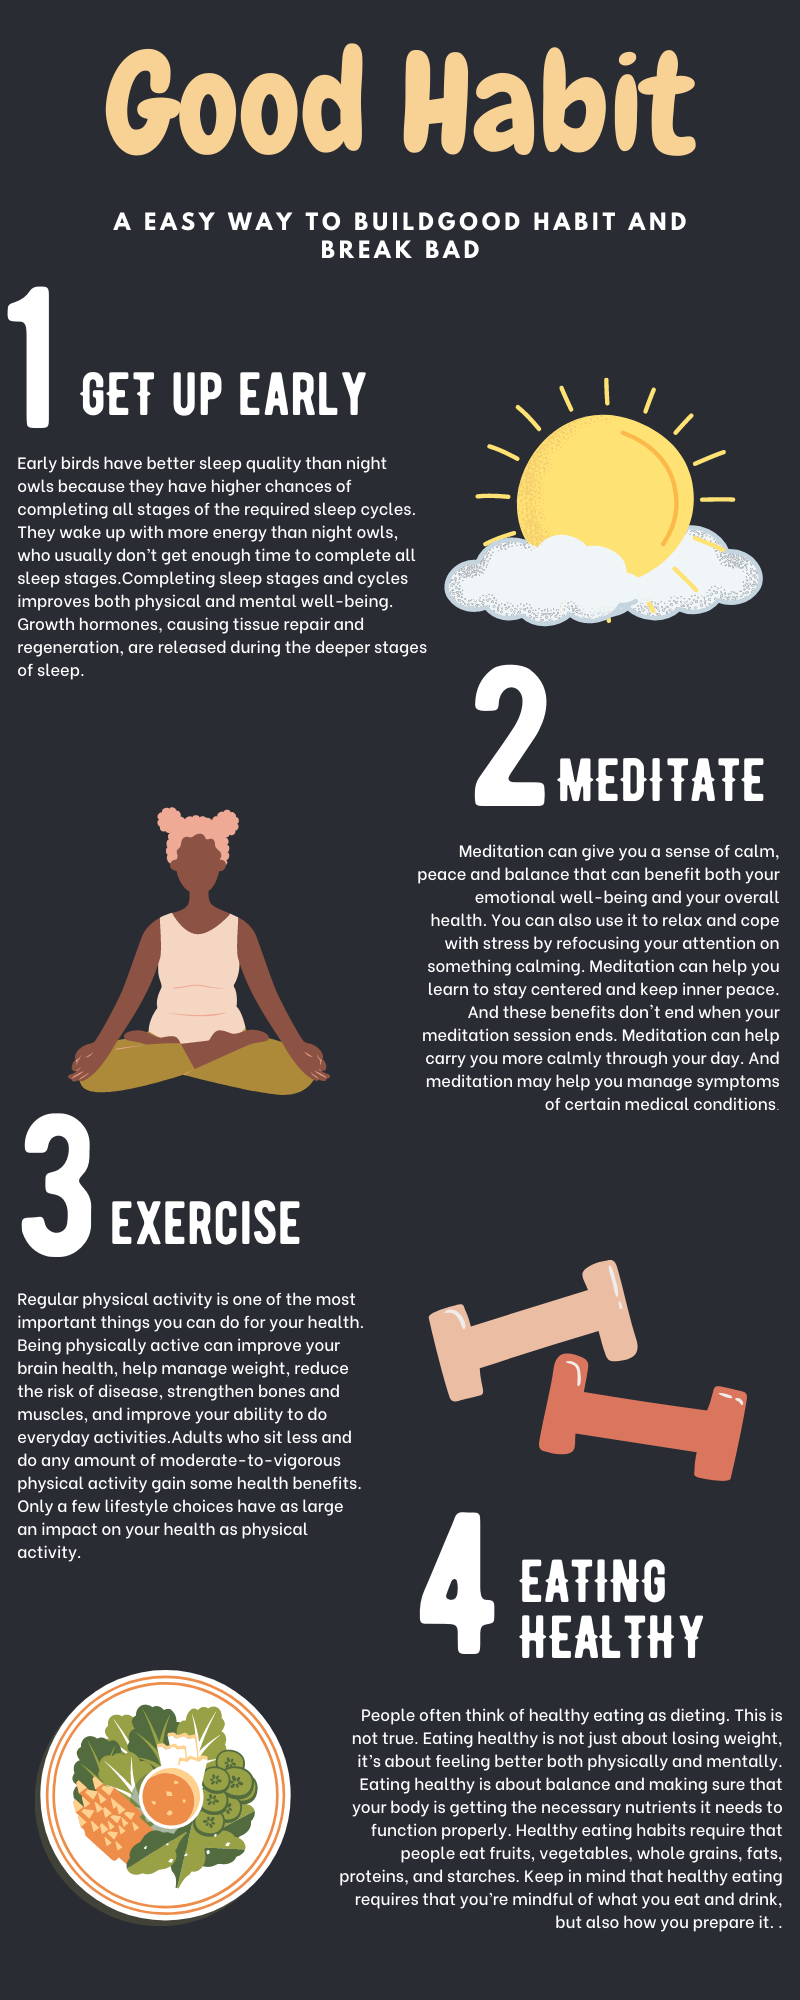 Good Habit
A EASY WAY TO BUILDGOOD HABIT AND
BREAK BAD
1
GET UP EARLY
Early birds have better sleep quality than night
owls because they have higher chances of
completing all stages of the required sleep cycles.
They wake up with more energy than night owls,
who usually don't get enough time to complete all
sleep stages.Completing sleep stages and cycles
improves both physical and mental well-being.
Growth hormones, causing tissue repair and
regeneration, are released during the deeper stages
of sleep.
2
MEDITATE
Meditation can give you a sense of calm,
peace and balance that can benefit both your
emotional well-being and your overall
health. You can also use it to relax and cope
with stress by refocusing your attention on
something calming. Meditation can help you
learn to stay centered and keep inner peace.
And these benefits don't end when your
meditation session ends. Meditation can help
carry you more calmly through your day. And
meditation may help you manage symptoms
of certain medical conditions.
3
EXERCISE
Regular physical activity is one of the most
important things you can do for your health.
Being physically active can improve your
brain health, help manage weight, reduce
the risk of disease, strengthen bones and
muscles, and improve your ability to do
everyday activities.Adults who sit less and
do any amount of moderate-to-vigorous
physical activity gain some health benefits.
Only a few lifestyle choices have as large
an impact on your health as physical
activity.
4
EATING
HEALTHY
People often think of healthy eating as dieting. This is
not true. Eating healthy is not just about losing weight,
it's about feeling better both physically and mentally.
Eating healthy is about balance and making sure that
your body is getting the necessary nutrients it needs to
function properly. Healthy eating habits require that
people eat fruits, vegetables, whole grains, fats,
proteins, and starches. Keep in mind that healthy eating
requires that you're mindful of what you eat and drink,
but also how you prepare it. .